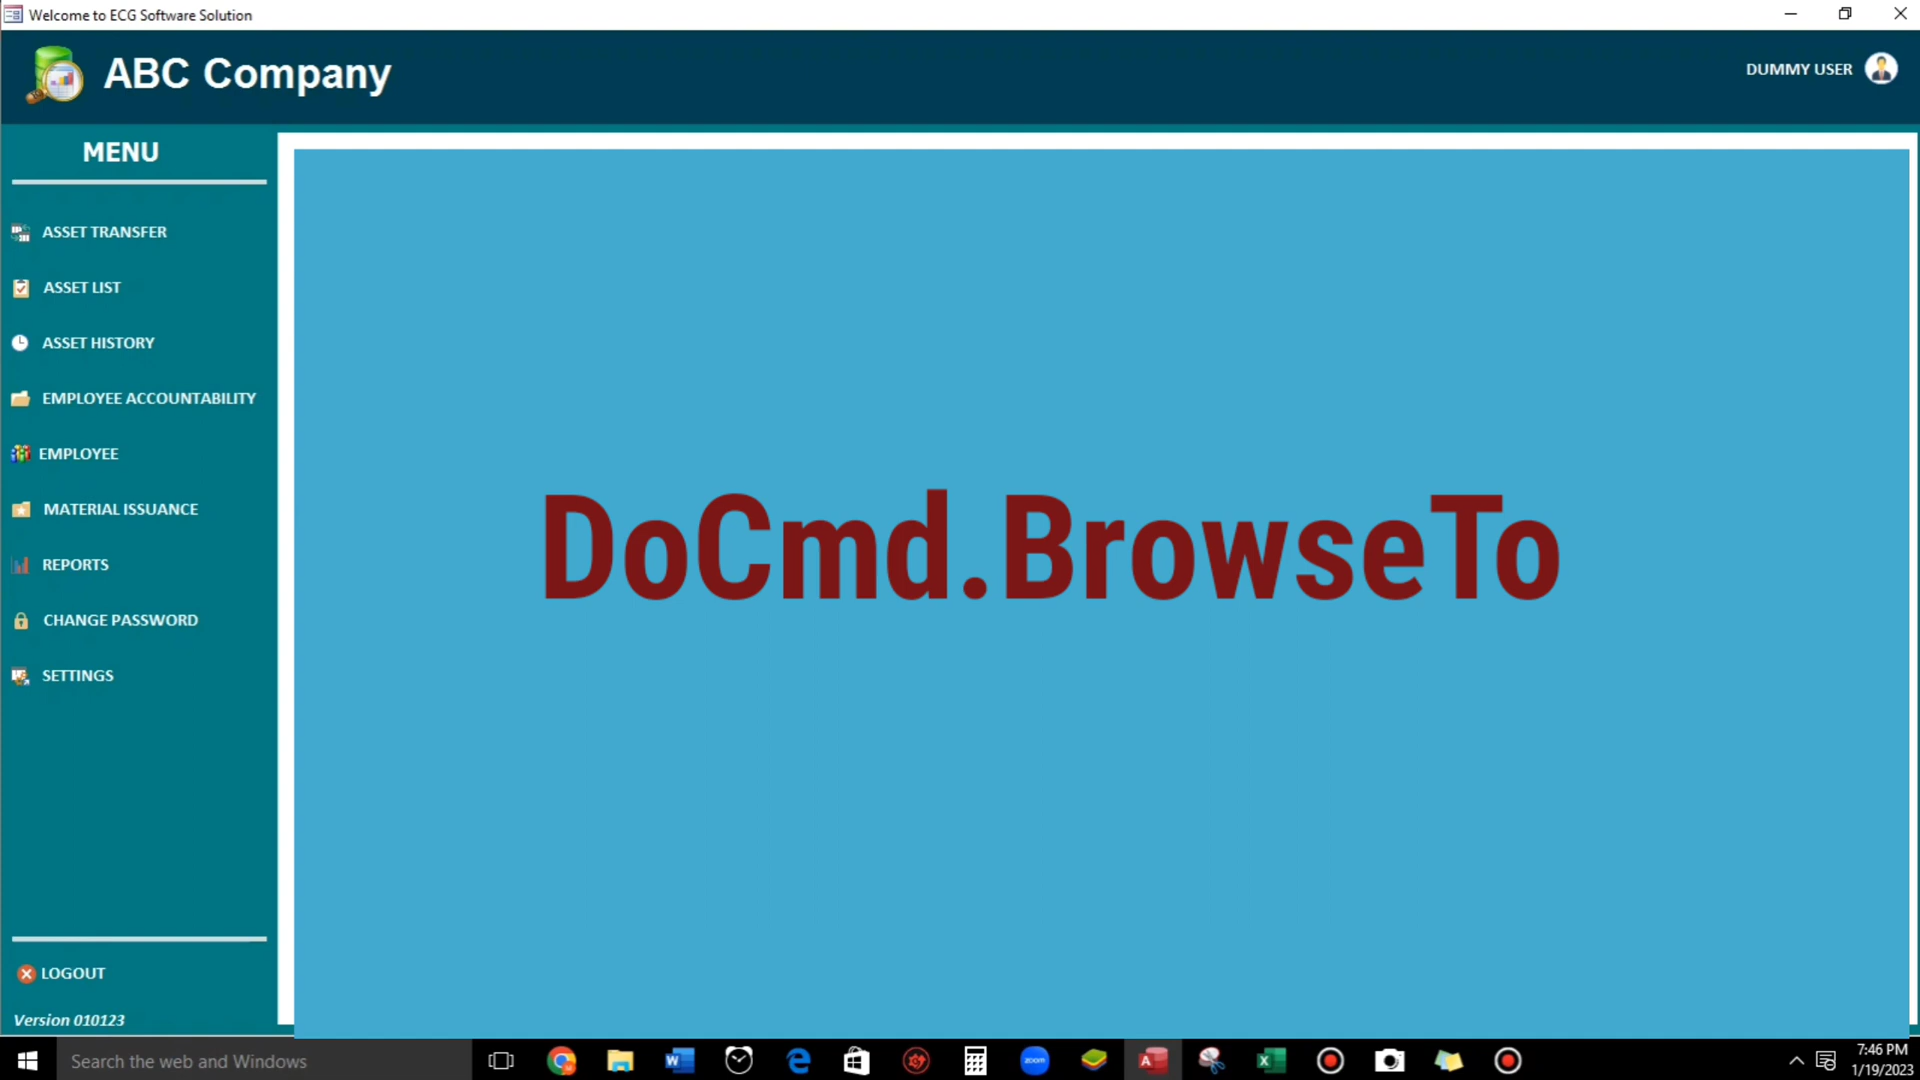 Welcome to ECG Software Solution
ABC Company
DUMMY USER
MENU
ASSET TRANSFER
ASSET LIST
ASSET HISTORY
EMPLOYEE ACCOUNTABILITY
EMPLOYEE
MATERIAL ISSUANCE
REPORTS
CHANGE PASSWORD
SETTINGS
DoCmd.BrowseTo
LOGOUT
Version 010123
Search the web and Windows
zoom
7:46 PM
1/19/2023